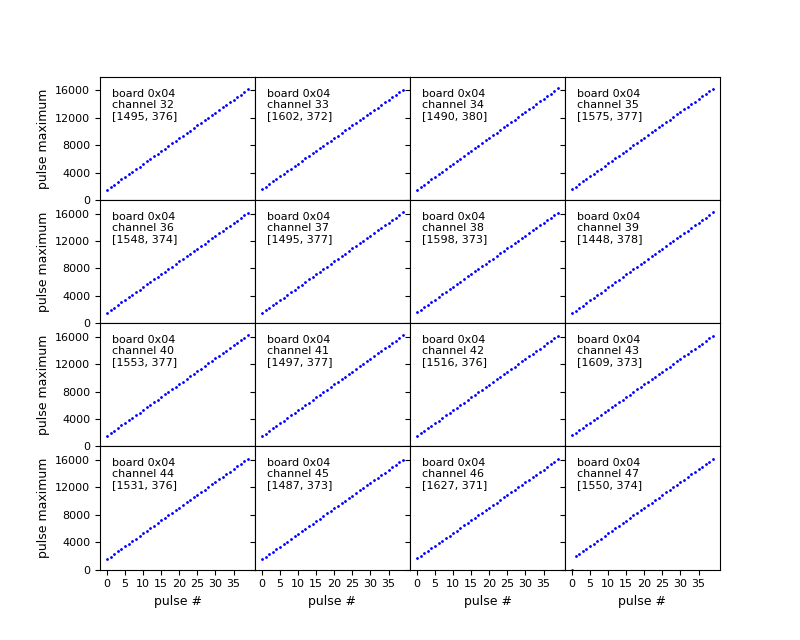 pulse maximum
16000
12000
8000
4000
0
board 0x04
channel 32
[1495, 376]
board 0x04
channel 33
[1602, 372]
board 0x04
channel 34
[1490, 380]
board 0x04
channel 35
[1575, 377]
pulse maximum
16000
12000
8000
4000
0
board 0x04
channel 36
[1548, 374]
board 0x04
channel 37
[1495, 377]
board 0x04
channel 38
[1598, 373]
board 0x04
channel 39
[1448, 378]
pulse maximum
16000
12000
8000
4000
0
board 0x04
channel 40
[1553, 377]
board 0x04
channel 41
[1497, 377]
board 0x04
channel 42
[1516, 376]
board 0x04
channel 43
[1609, 373]
pulse maximum
16000
12000
8000
4000
0
board 0x04
channel 44
[1531, 376]
board 0x04
channel 45
[1487, 373]
board 0x04
channel 46
[1627, 371]
board 0x04
channel 47
[1550, 374]
0 5 10 15 20 25 30 35
0 5 10 15 20 25 30 35
0 5 10 15 20 25 30 35
0 5 10 15 20 25 30 35
pulse #
pulse #
pulse #
pulse #